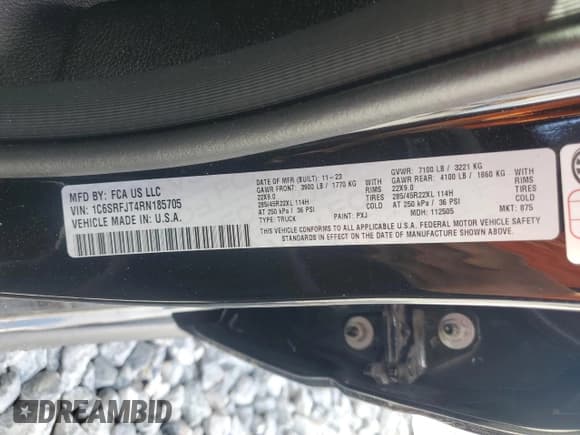 MFD BY: FCA US LLC
VIN: 1C6SRFJT4RN185705
VEHICLE MADE IN: U.S.A.
DATE OF MFR (BUILT): 11-23
GAWR FRONT: 3900 LB / 1770 KG
22X9.0
285/45R22XL 114H
AT 250 kPa / 36 PSI
TYPE: TRUCK
WITH
RIMS
TIRES
COLD
PAINT: PXJ
GVWR: 7100 LB / 3221 KG
GAWR REAR: 4100 LB / 1860 KG
22X9.0
285/45R22XL 114H
AT 250 kPa / 36 PSI
MDH: 112505
WITH
RIMS
TIRES
COLD
MKT: 875
THIS VEHICLE CONFORMS TO ALL APPLICABLE U.S.A. FEDERAL MOTOR VEHICLE SAFETY
STANDARDS IN EFFECT ON THE DATE OF MANUFACTURE SHOWN ABOVE.
DREAMBID